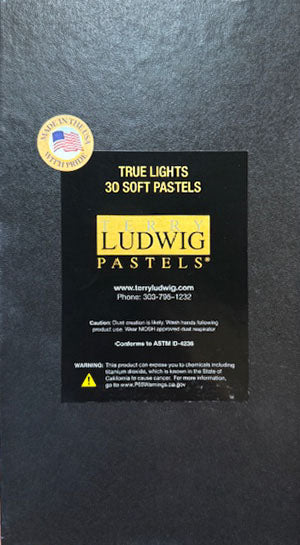 MADE IN THE USA
WITH PRIDE
TRUE LIGHTS
30 SOFT PASTELS
TERRY
LUDWIG
PASTELS®
www.terryludwig.com
Phone: 303-795-1232
Caution: Dust creation is likely. Wash hands following
product use. Wear NIOSH approved dust respirator
•Conforms to ASTM D-4236
WARNING: This product can expose you to chemicals including
titanium dioxide, which is known in the State of
California to cause cancer. For more information,
go to www.P65Warnings.ca.gov